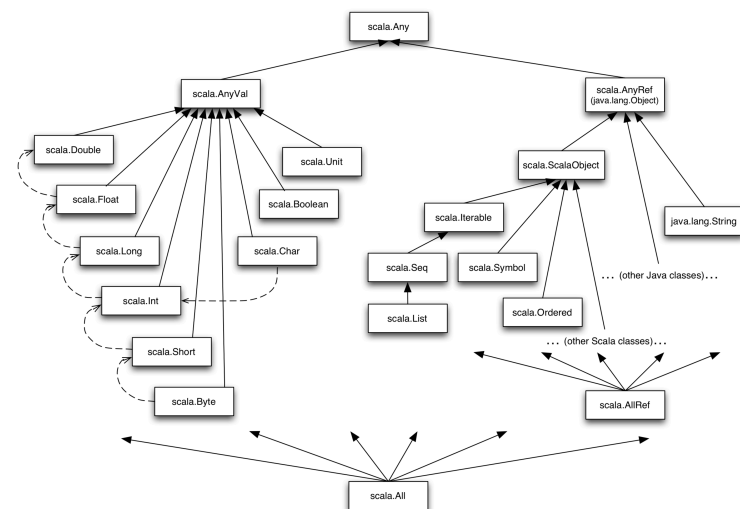 scala.Any
scala.AnyVal
scala.AnyRef
(java.lang.Object)
scala.Double
scala.Unit
scala.ScalaObject
scala.Float
scala.Boolean
scala.Iterable
java.lang.String
scala.Long
scala.Char
scala.Seq
scala.Symbol
... (other Java classes)...
scala.Int
scala.List
scala.Ordered
scala.Short
... (other Scala classes)...
scala.Byte
scala.AllRef
scala.All